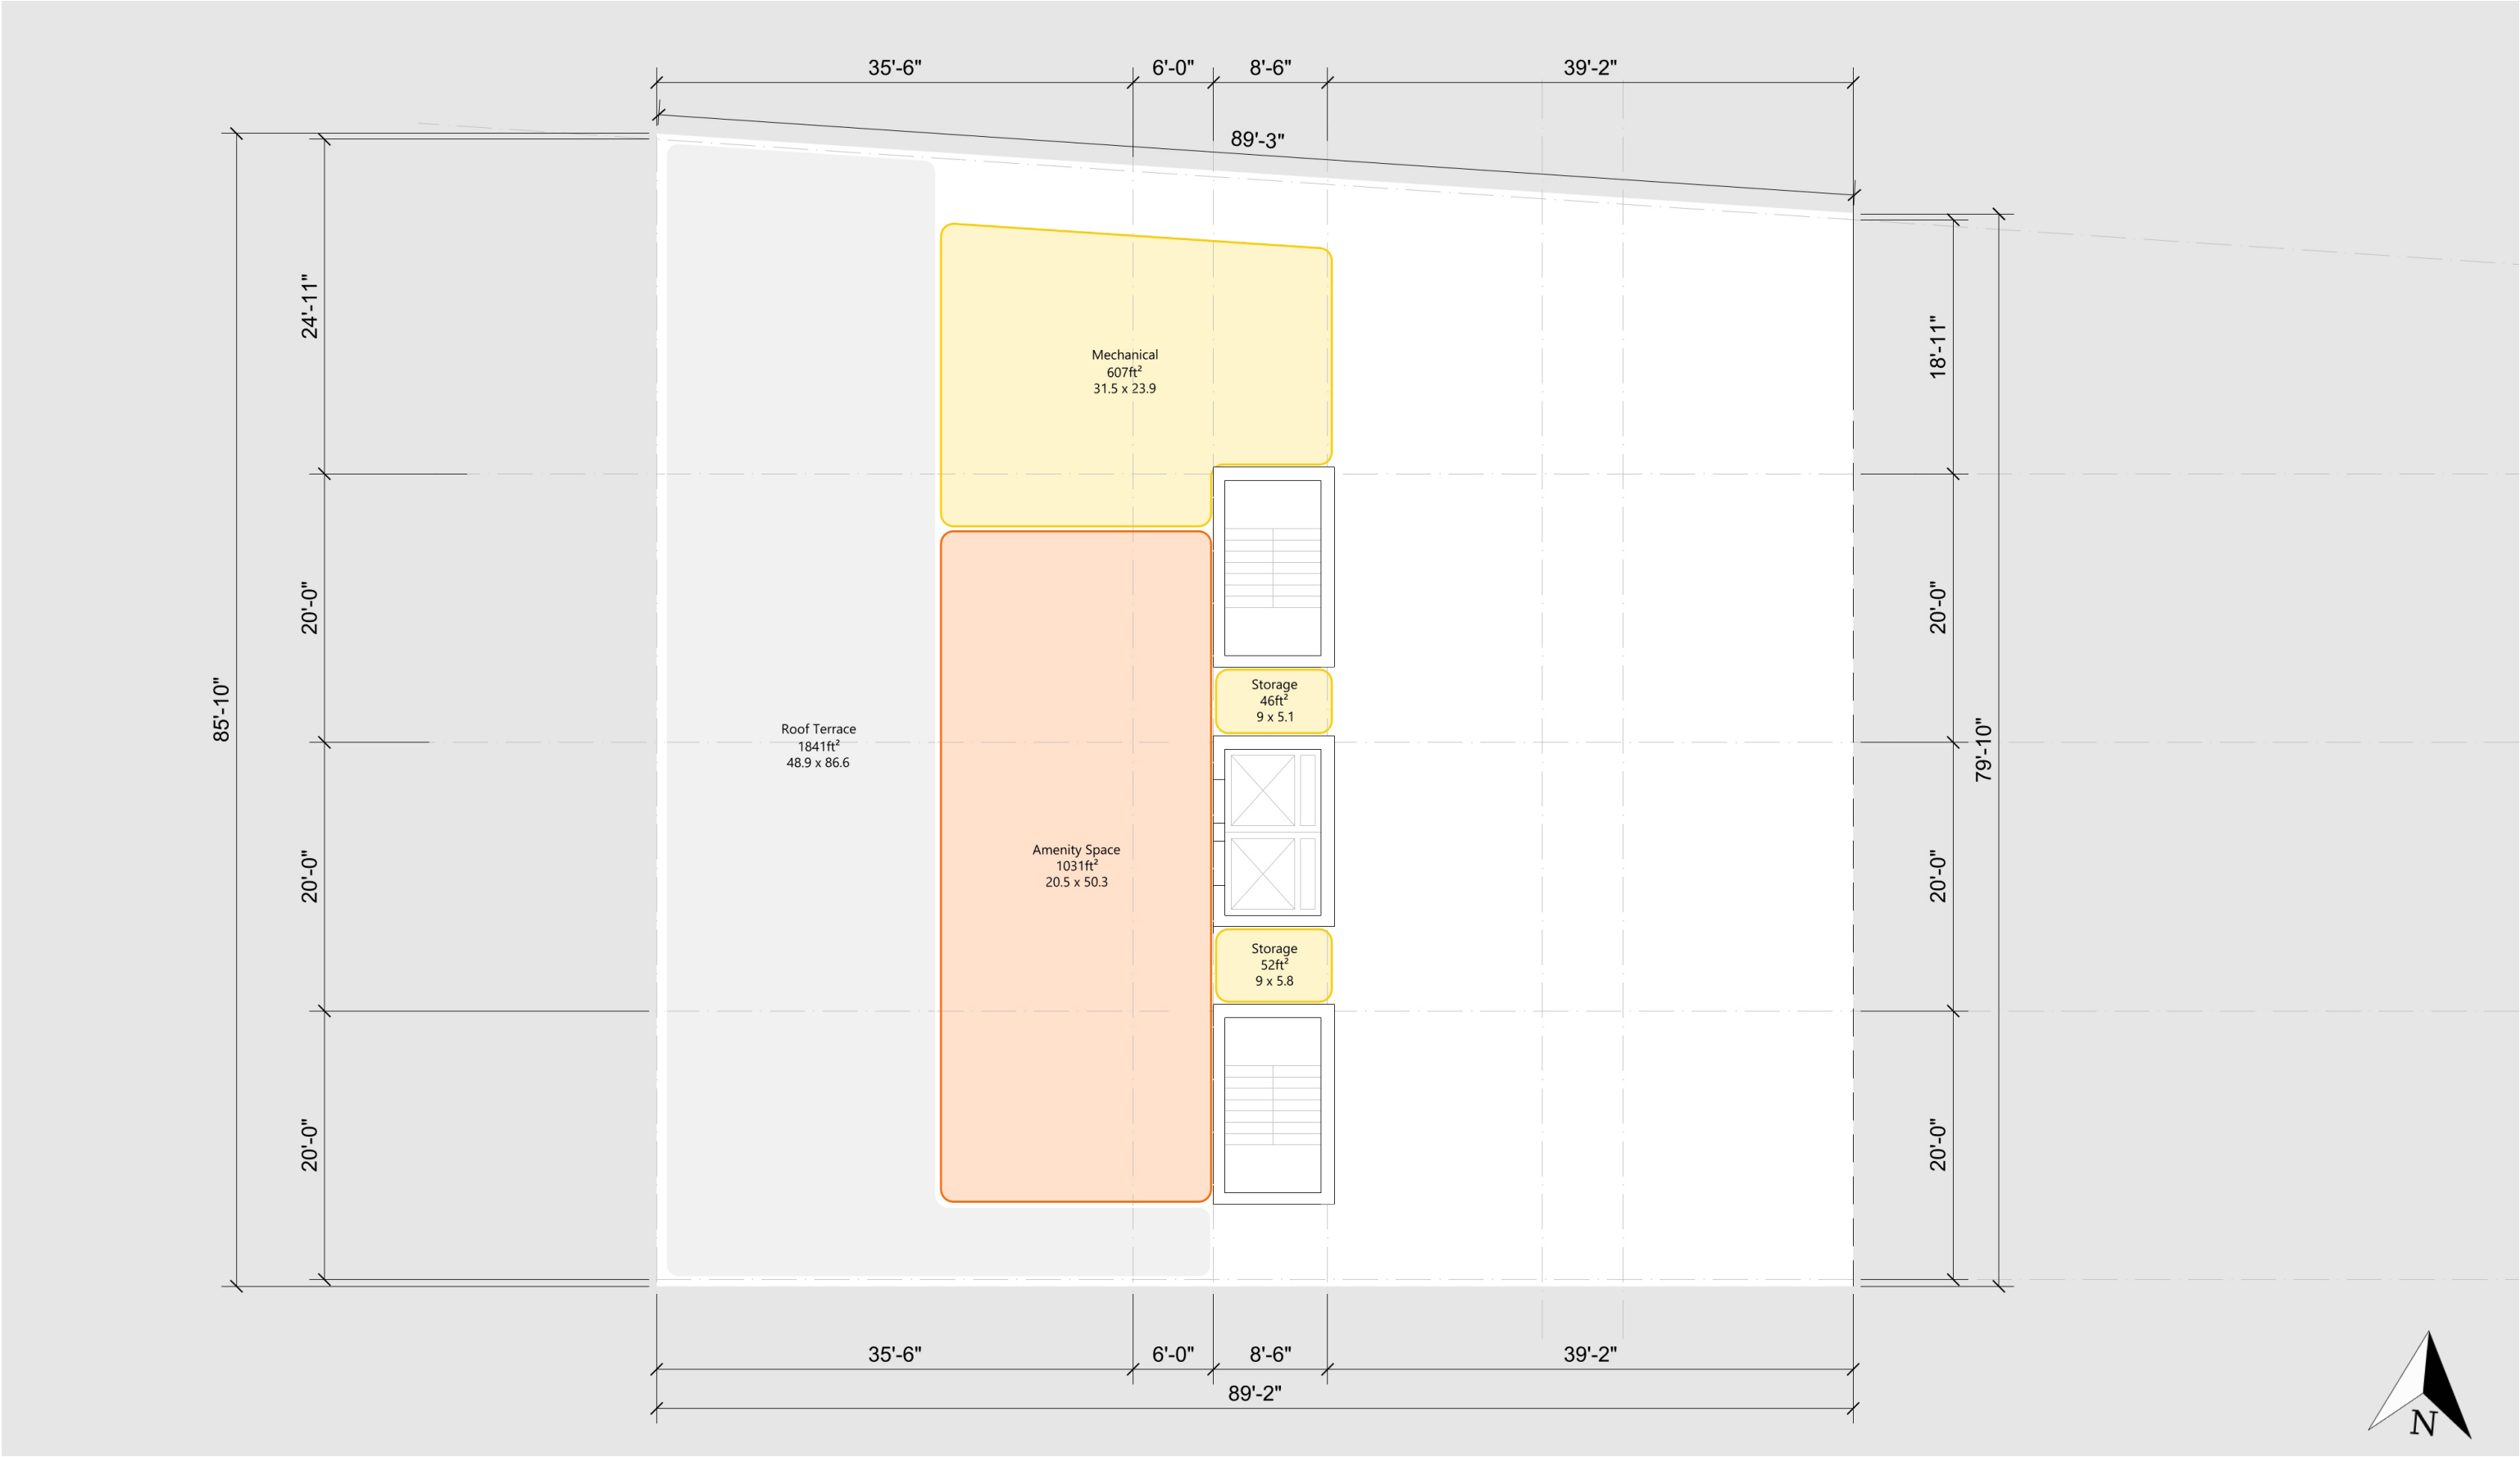 35'-6"
6'-0"
8'-6"
39'-2"
89'-3"
24'-11"
20'-0"
20'-0"
20'-0"
85'-10"
18'-11"
20'-0"
20'-0"
20'-0"
79'-10"
Mechanical
607ft²
31.5 x 23.9
Storage
46ft²
9 x 5.1
Roof Terrace
1841ft²
48.9 x 86.6
Amenity Space
1031ft²
20.5 x 50.3
Storage
52ft²
9 x 5.8
35'-6"
6'-0"
8'-6"
39'-2"
89'-2"
N